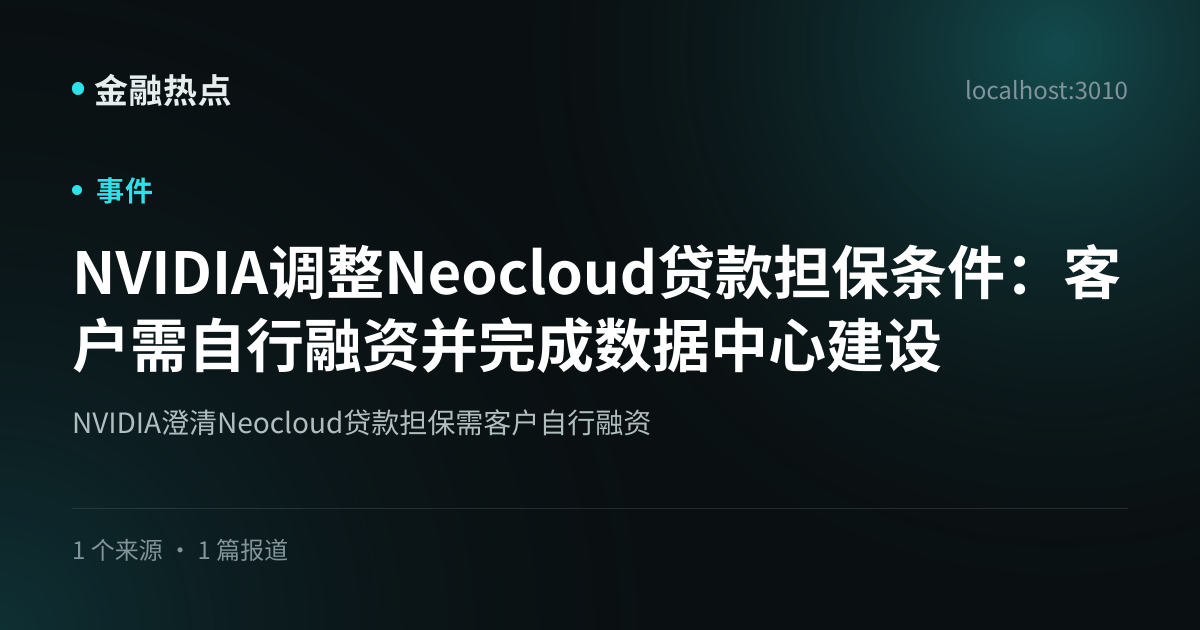 金融热点
localhost:3010
事件
NVIDIA调整Neocloud贷款担保条件：客
户需自行融资并完成数据中心建设
NVIDIA澄清Neocloud贷款担保需客户自行融资
1 个来源 · 1 篇报道